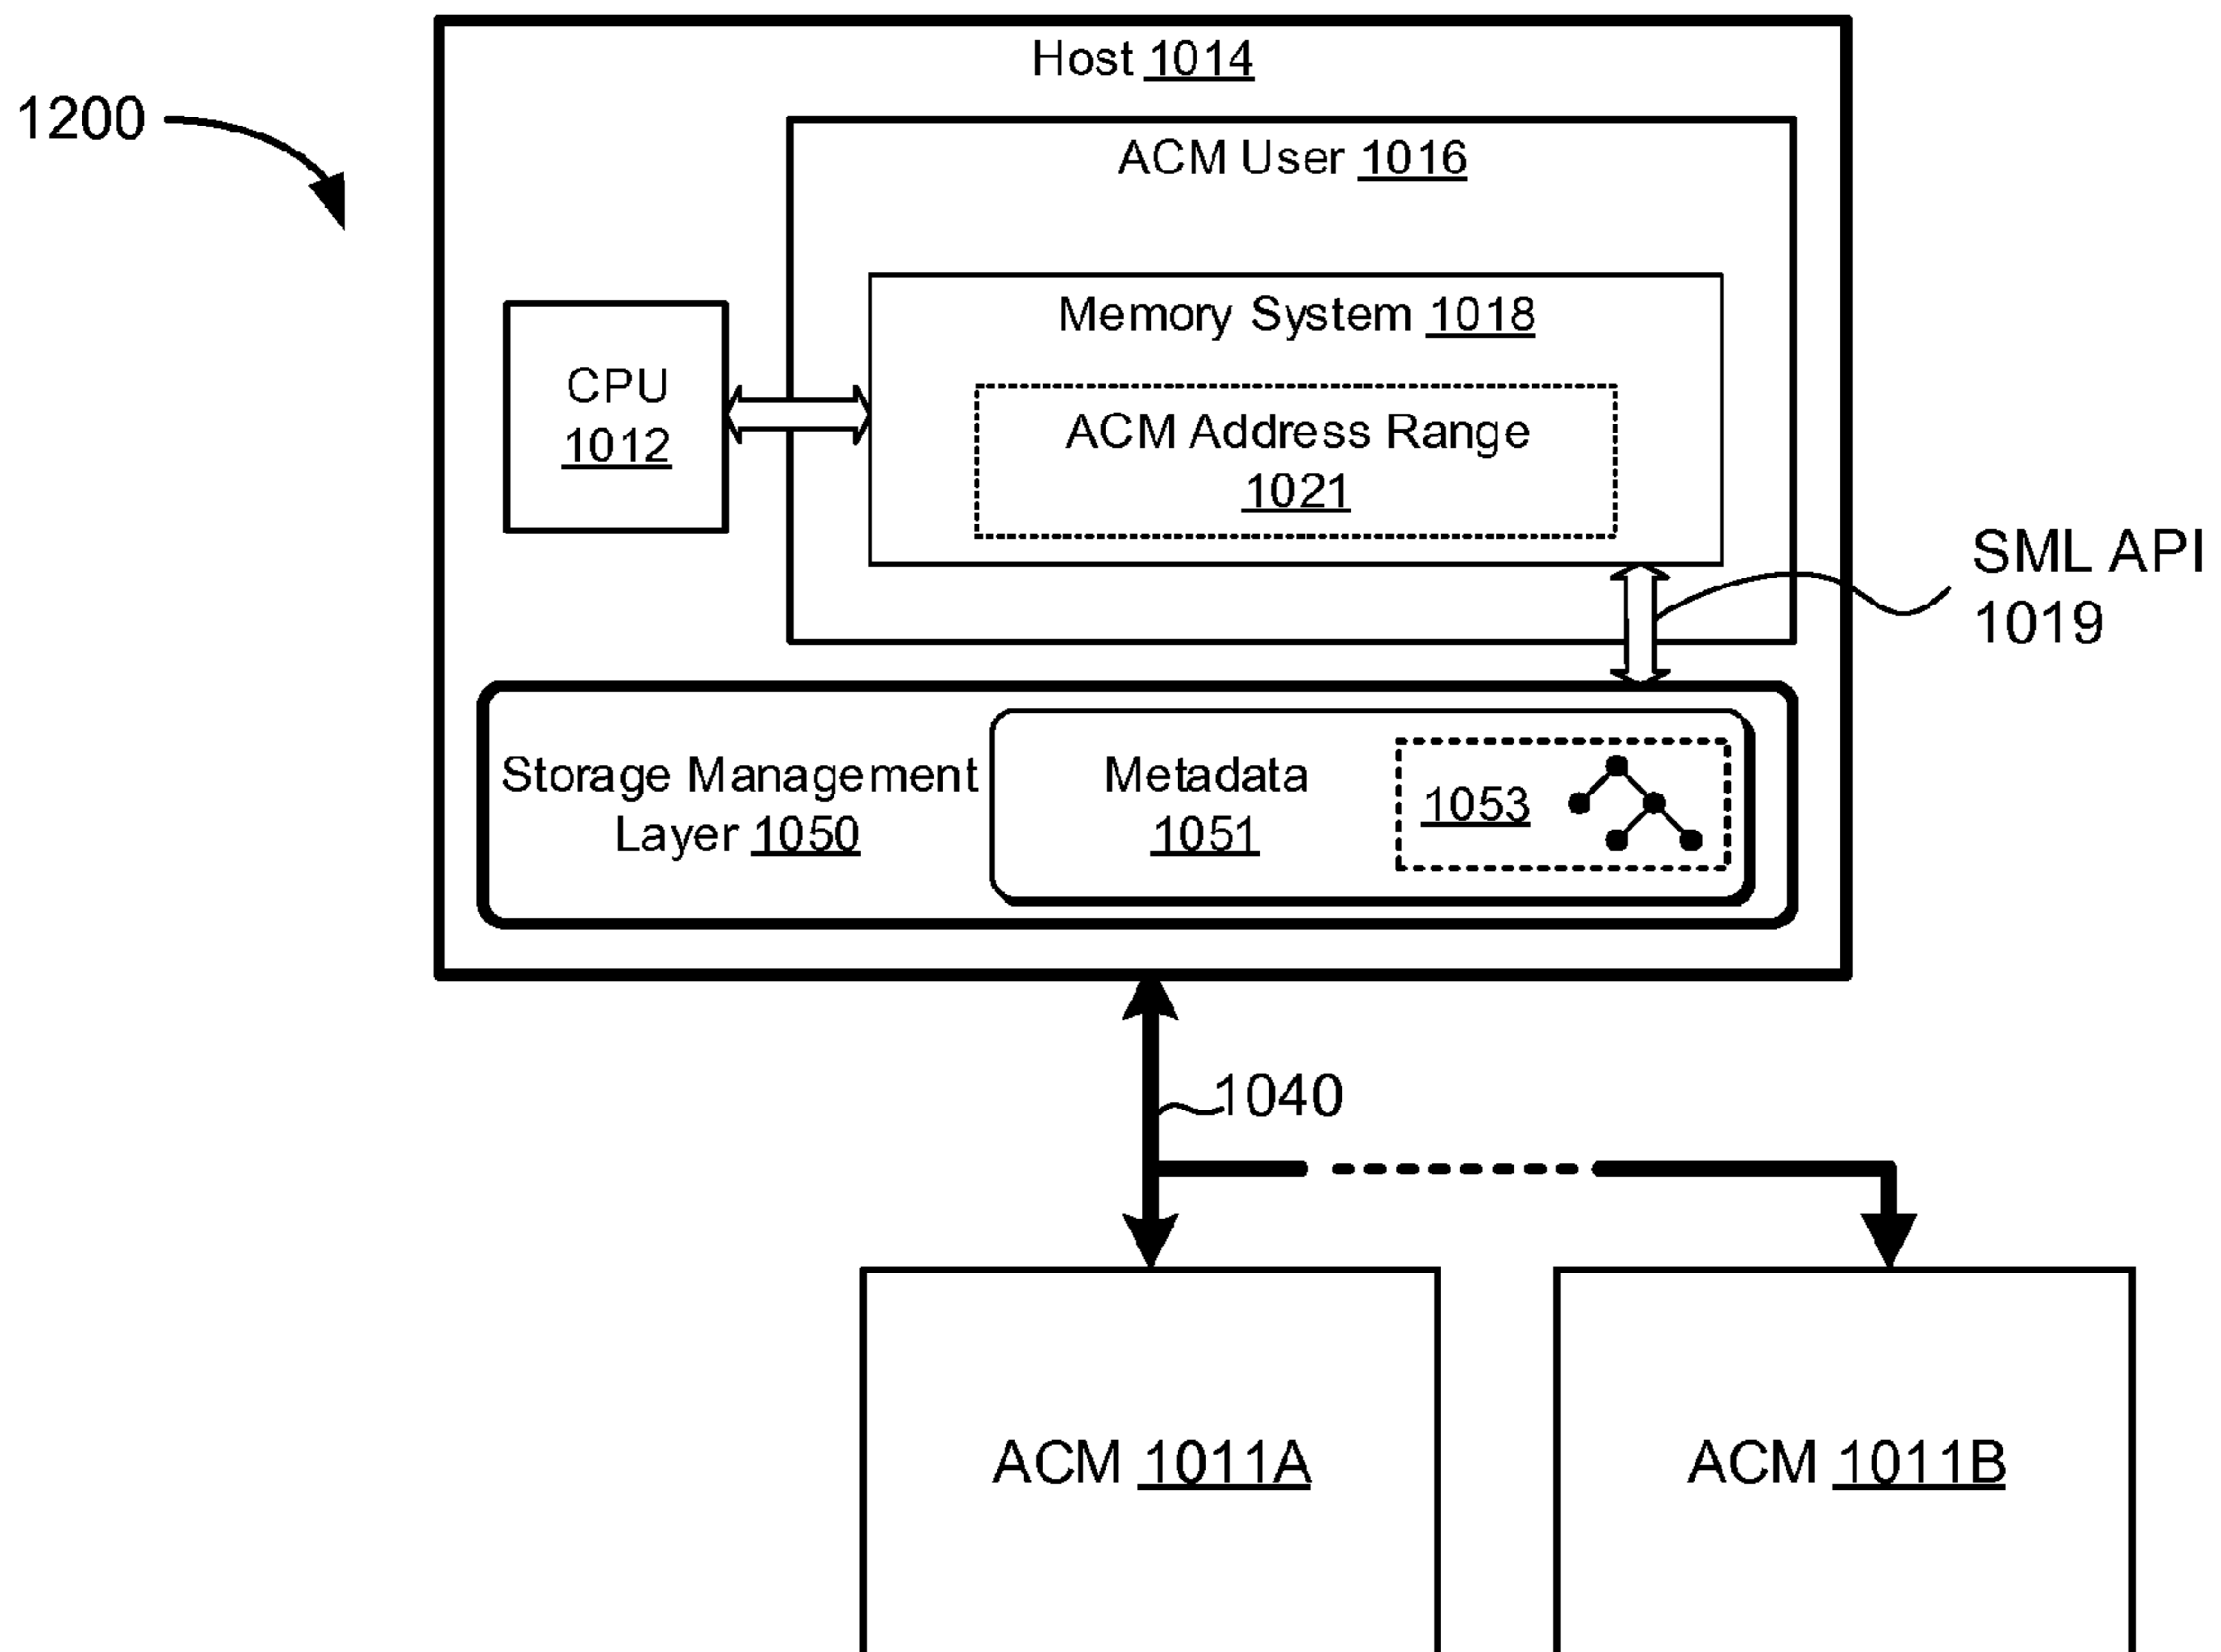 Host 1014
1200
ACM User 1016
Memory System 1018
CPU
1012
ACM Address Range
1021
SML API
1019
Storage Management
Layer 1050
Metadata
1051
1053
1040
ACM 1011A
ACM 1011B